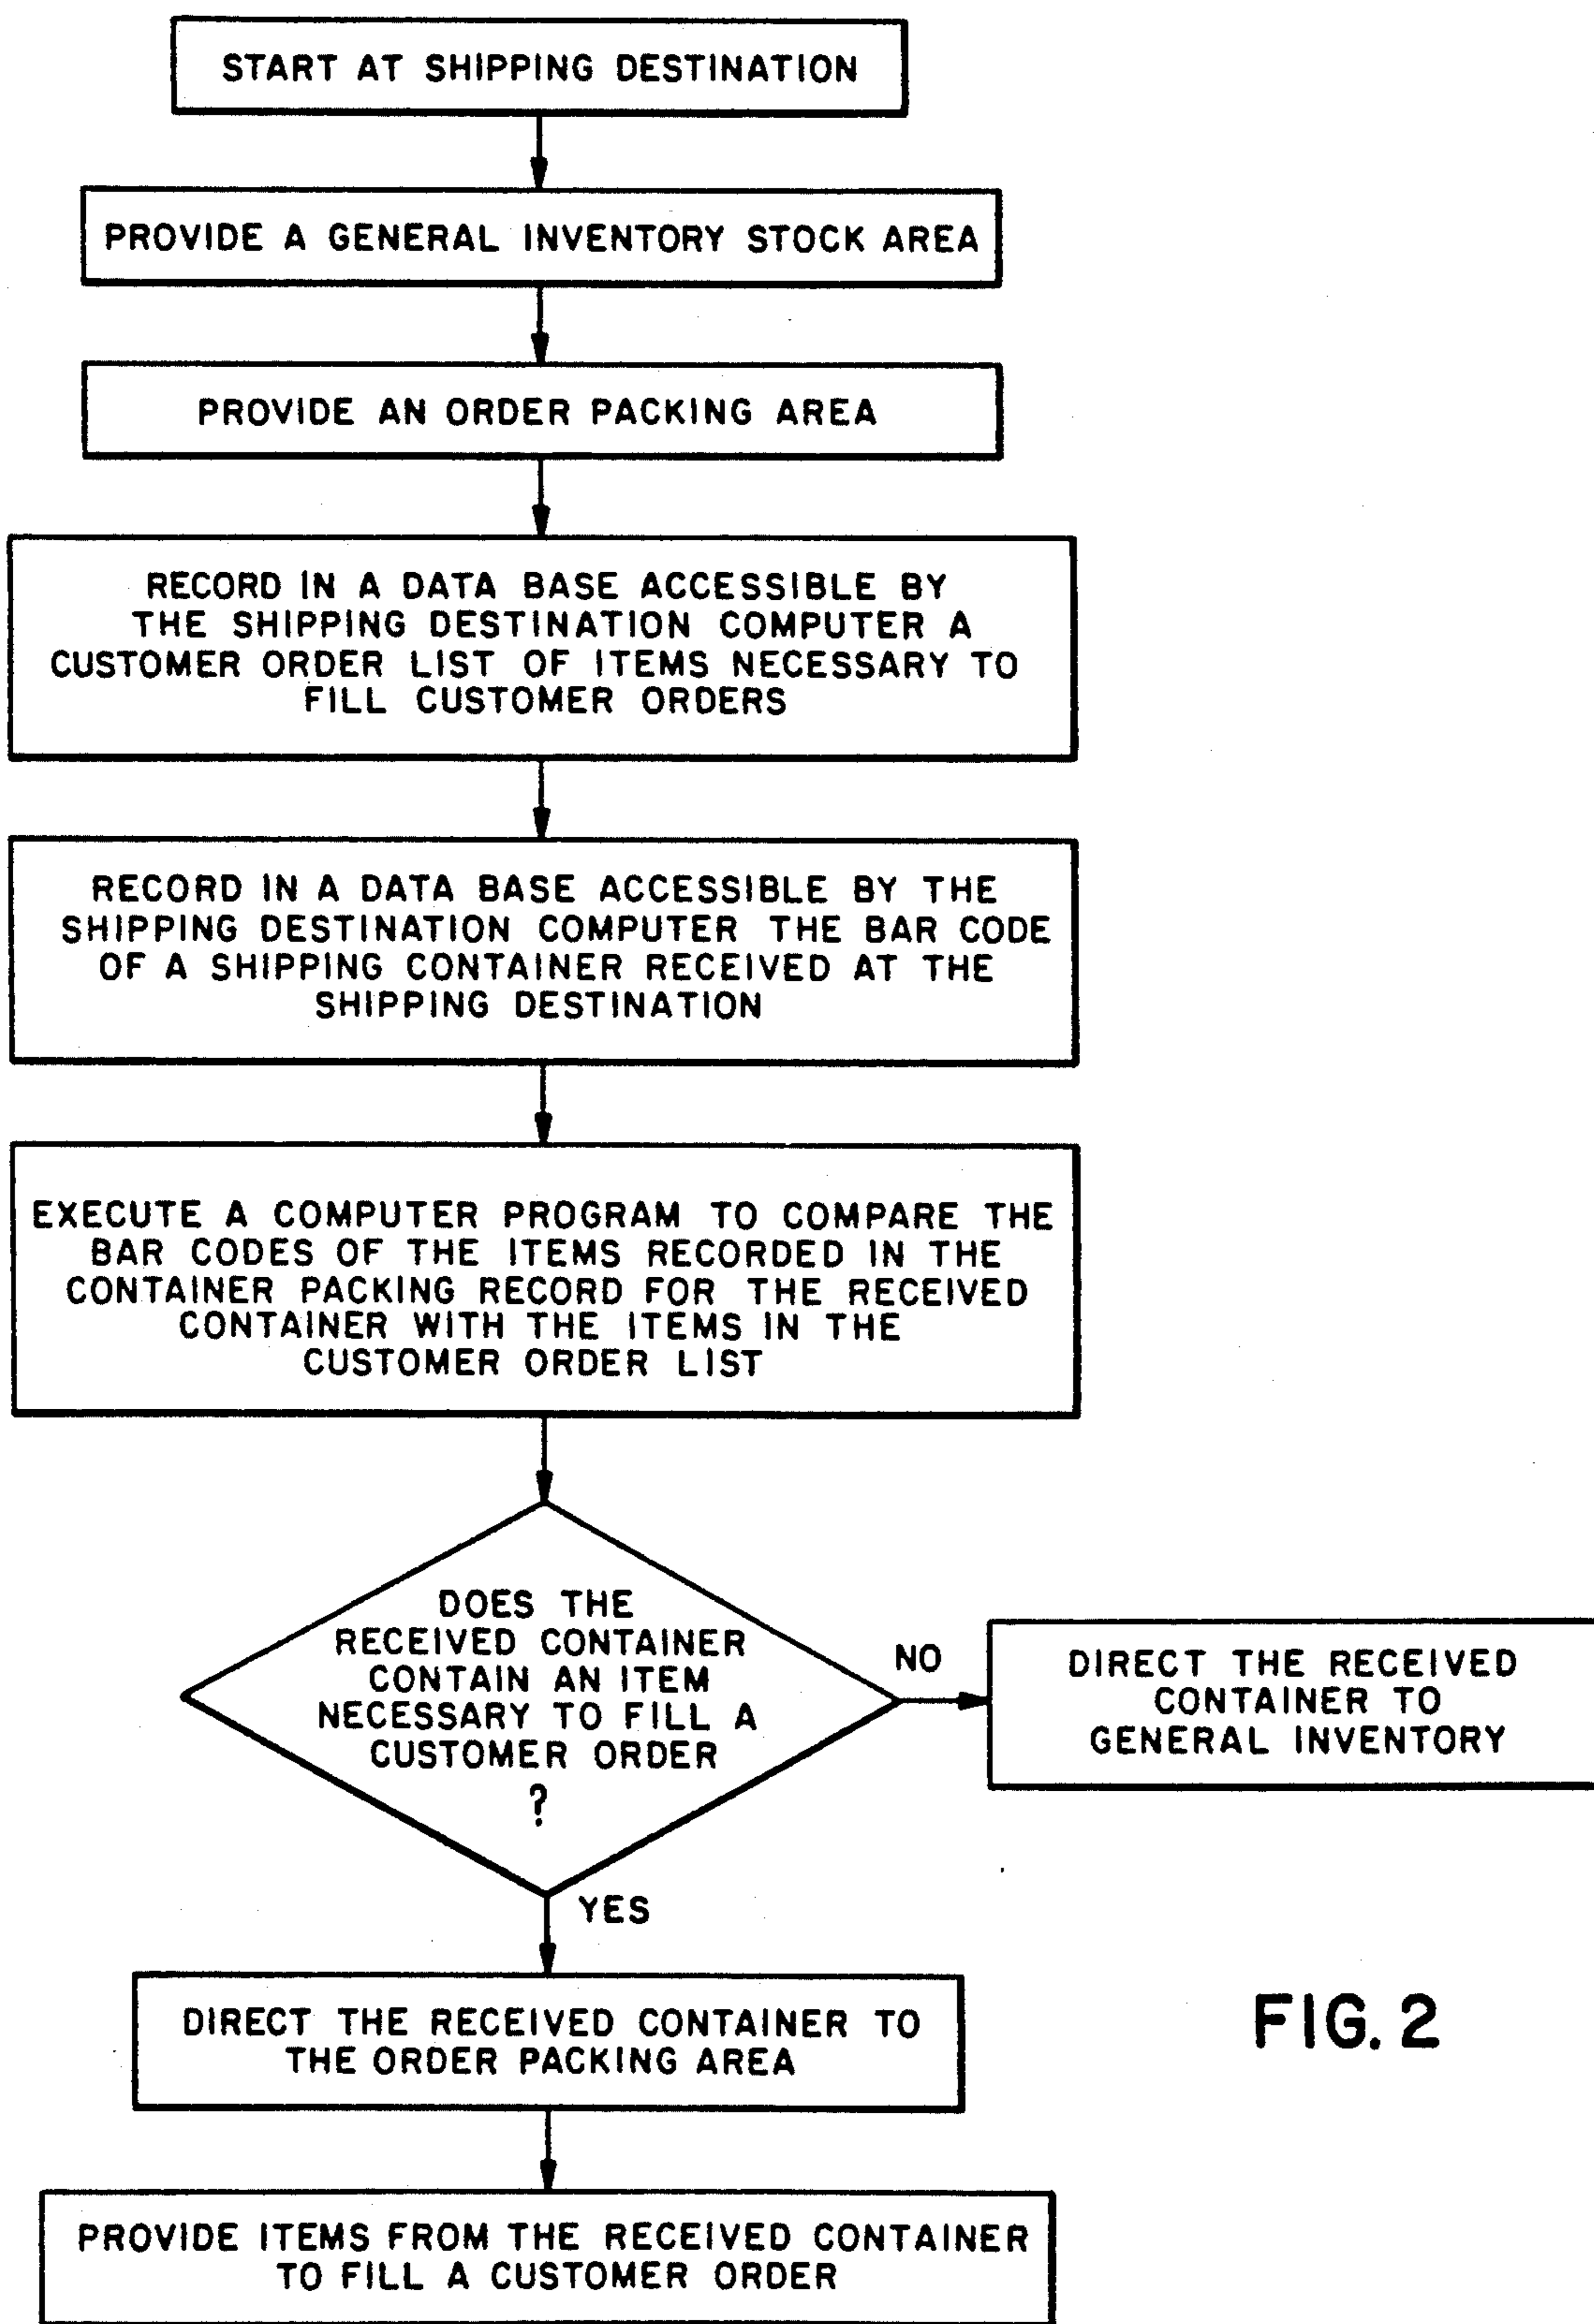 START AT SHIPPING DESTINATION
PROVIDE A GENERAL INVENTORY STOCK AREA
PROVIDE AN ORDER PACKING AREA
RECORD IN A DATA BASE ACCESSIBLE BY
THE SHIPPING DESTINATION COMPUTER A
CUSTOMER ORDER LIST OF ITEMS NECESSARY TO
FILL CUSTOMER ORDERS
RECORD IN A DATA BASE ACCESSIBLE BY THE
SHIPPING DESTINATION COMPUTER THE BAR CODE
OF A SHIPPING CONTAINER RECEIVED AT THE
SHIPPING DESTINATION
EXECUTE A COMPUTER PROGRAM TO COMPARE THE
BAR CODES OF THE ITEMS RECORDED IN THE
CONTAINER PACKING RECORD FOR THE RECEIVED
CONTAINER WITH THE ITEMS IN THE
CUSTOMER ORDER LIST
DOES THE
RECEIVED CONTAINER
CONTAIN AN ITEM
NECESSARY TO FILL A
CUSTOMER ORDER
?
NO
DIRECT THE RECEIVED
CONTAINER TO
GENERAL INVENTORY
YES
DIRECT THE RECEIVED CONTAINER TO
THE ORDER PACKING AREA
PROVIDE ITEMS FROM THE RECEIVED CONTAINER
TO FILL A CUSTOMER ORDER
FIG. 2